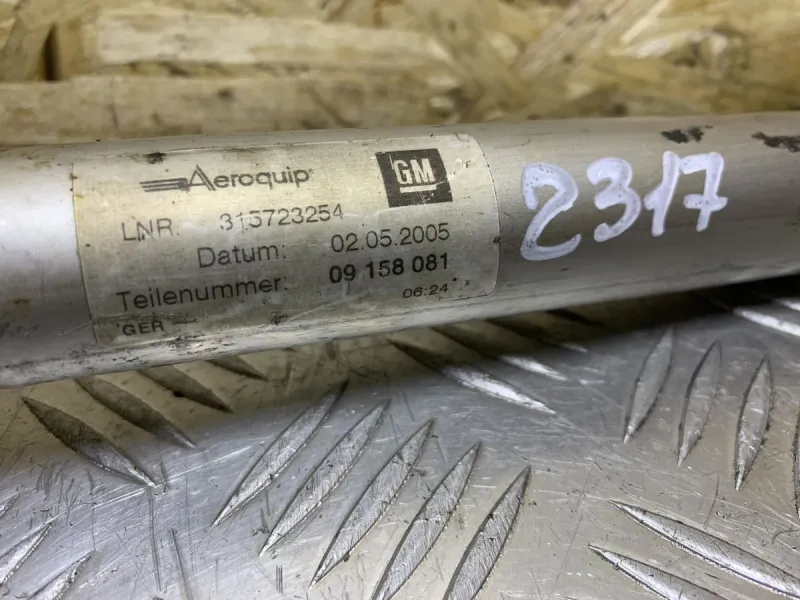 Aeroquip
GM
LNR. 315723254
Datum: 02.05.2005
Teilenummer: 09 158 081
GER 06:24
2317